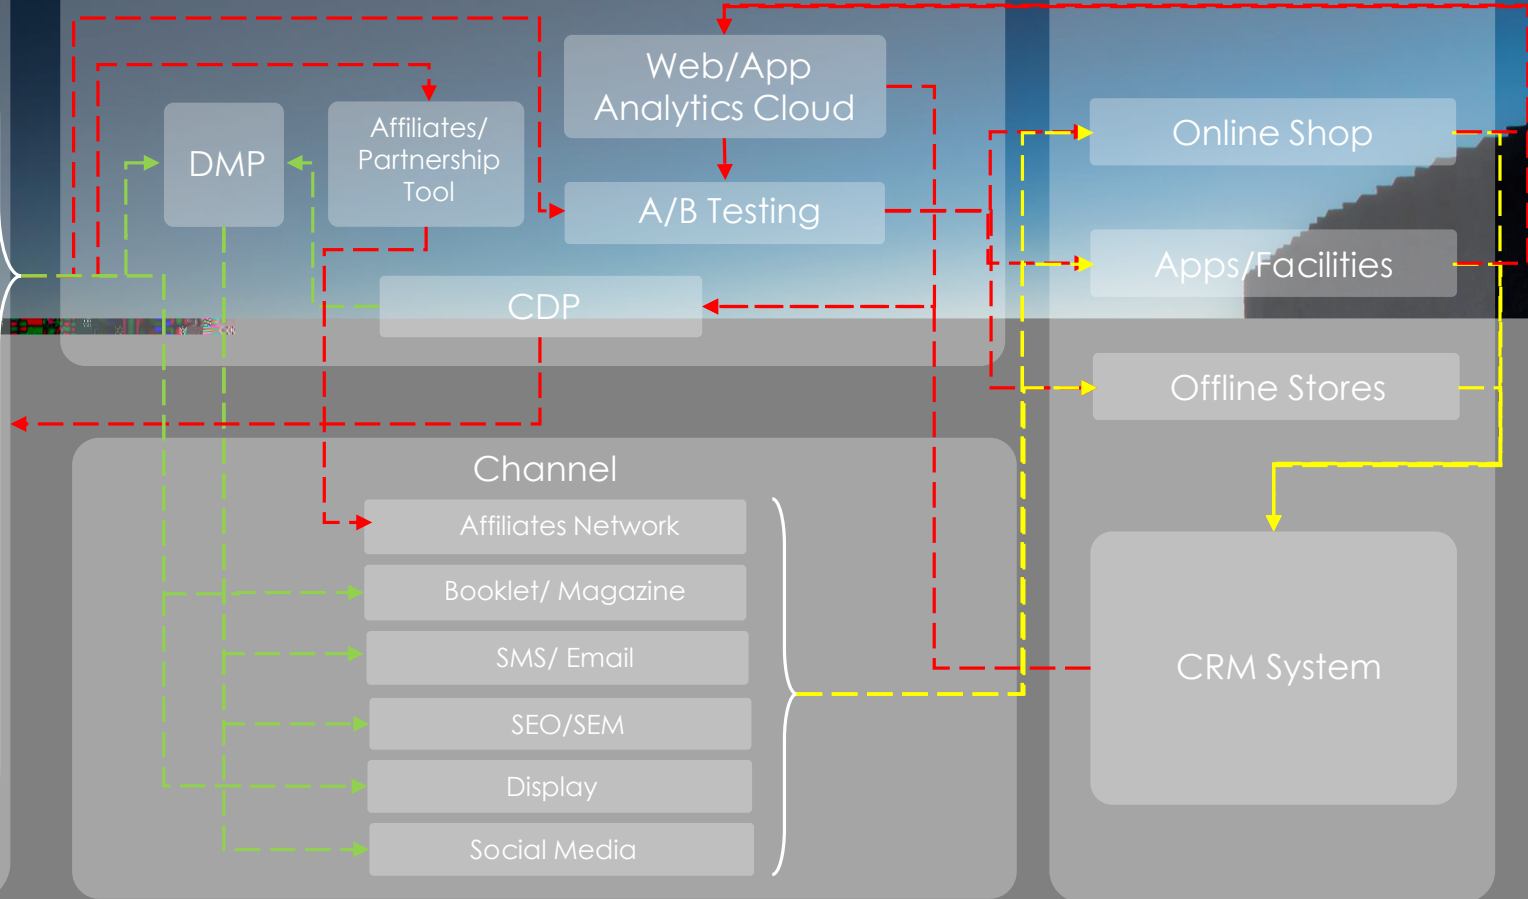 Web/App
Analytics Cloud
DMP
Affiliates/
Partnership
Tool
Online Shop
A/B Testing
Apps/Facilities
CDP
Offline Stores
Channel
Affiliates Network
Booklet/ Magazine
SMS/ Email
SEO/SEM
Display
Social Media
CRM System